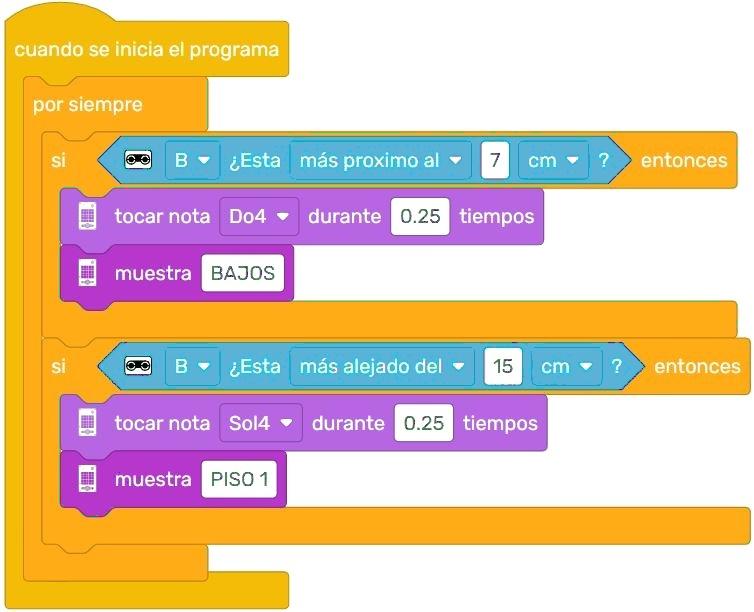 cuando se inicia el programa
por siempre
si B ¿Esta más proximo al 7 cm ? entonces
tocar nota Do4 durante 0.25 tiempos
muestra BAJOS
si B ¿Esta más alejado del 15 cm ? entonces
tocar nota Sol4 durante 0.25 tiempos
muestra PISO 1